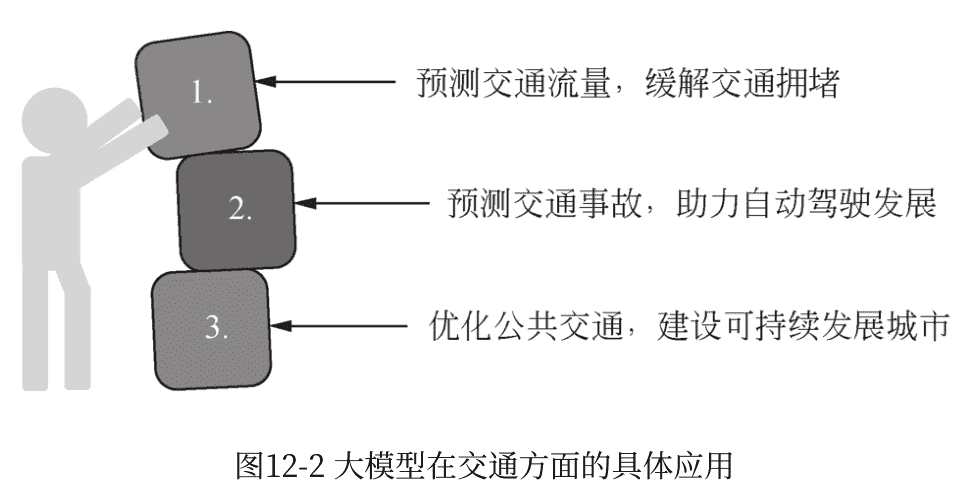 1.
预测交通流量，缓解交通拥堵
2.
预测交通事故，助力自动驾驶发展
3.
优化公共交通，建设可持续发展城市
图12-2 大模型在交通方面的具体应用